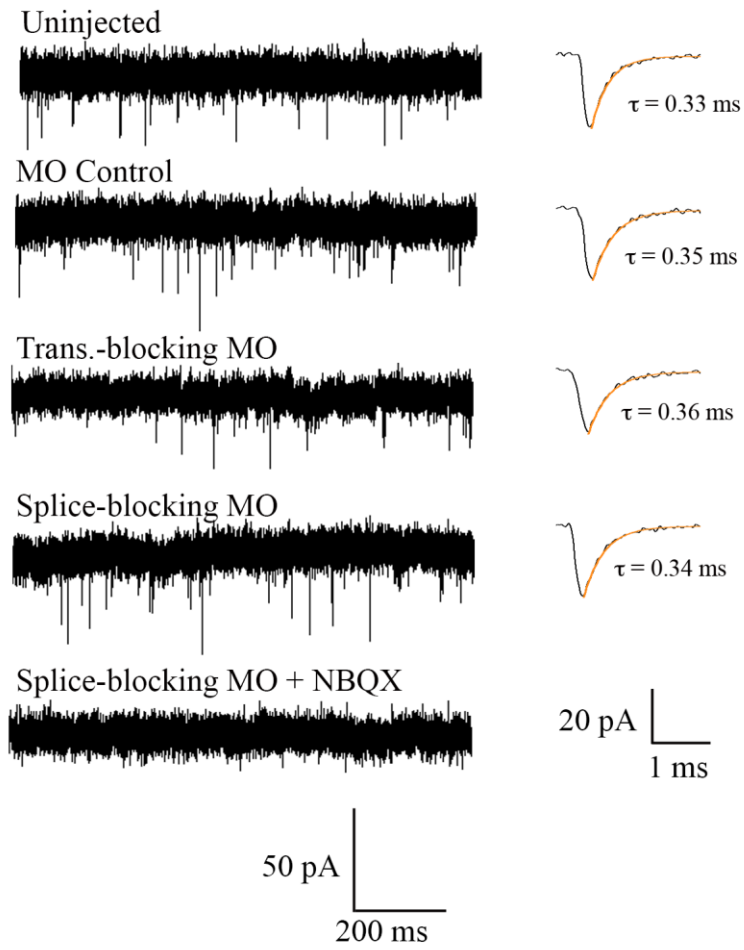 Uninjected
τ = 0.33 ms
MO Control
τ = 0.35 ms
Trans.-blocking MO
τ = 0.36 ms
Splice-blocking MO
τ = 0.34 ms
Splice-blocking MO + NBQX
20 pA
1 ms
50 pA
200 ms